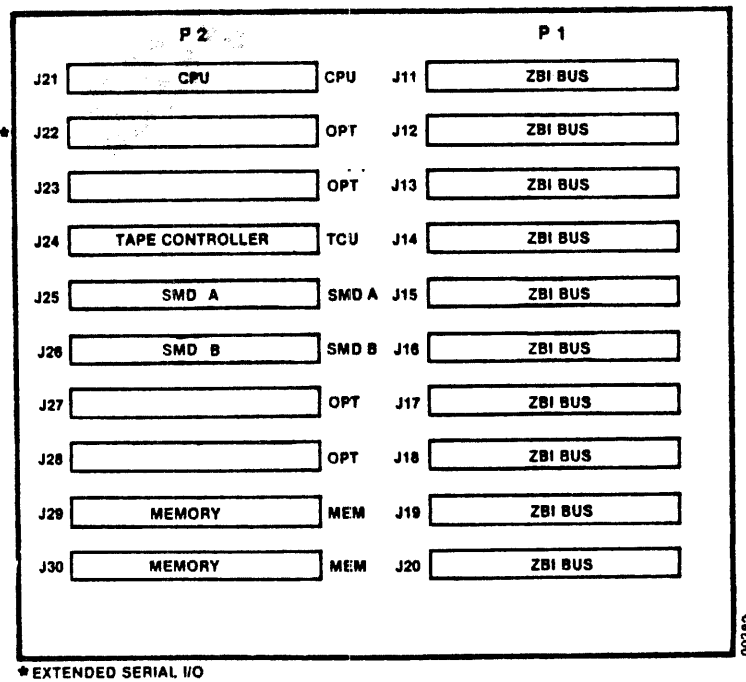 P 2 P 1
J21 CPU CPU J11 ZBI BUS
* J22 OPT J12 ZBI BUS
J23 OPT J13 ZBI BUS
J24 TAPE CONTROLLER TCU J14 ZBI BUS
J25 SMD A SMD A J15 ZBI BUS
J26 SMD B SMD B J16 ZBI BUS
J27 OPT J17 ZBI BUS
J28 OPT J18 ZBI BUS
J29 MEMORY MEM J19 ZBI BUS
J30 MEMORY MEM J20 ZBI BUS
* EXTENDED SERIAL I/O